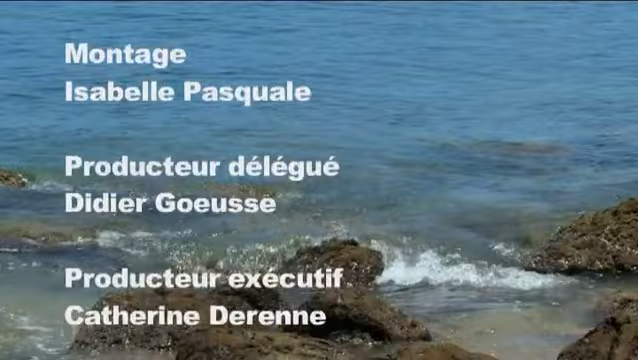 Montage
Isabelle Pasquale
Producteur délégué
Didier Goeusse
Producteur exécutif
Catherine Derenne